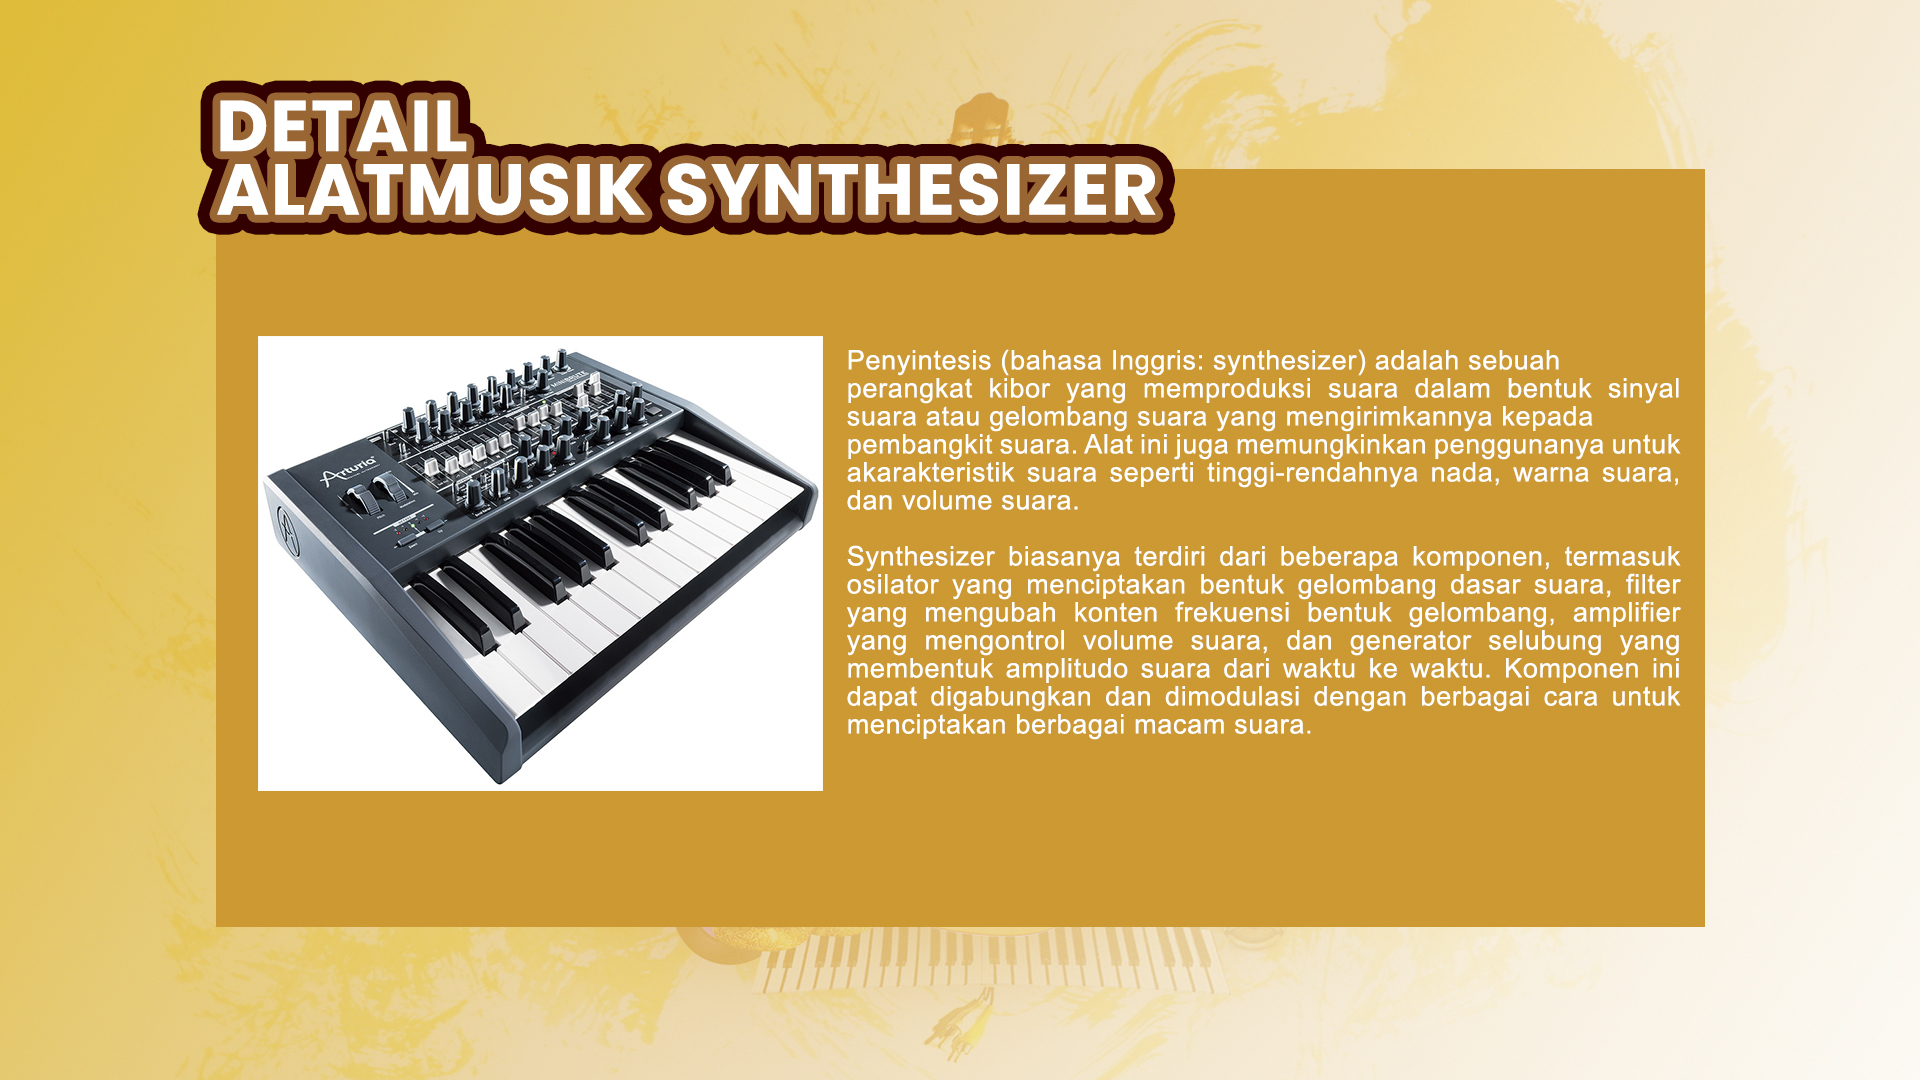 DETAIL
ALATMUSIK SYNTHESIZER
Arturia
MINIBRUTE
Penyintesis (bahasa Inggris: synthesizer) adalah sebuah
perangkat kibor yang memproduksi suara dalam bentuk sinyal
suara atau gelombang suara yang mengirimkannya kepada
pembangkit suara. Alat ini juga memungkinkan penggunanya untuk
akarakteristik suara seperti tinggi-rendahnya nada, warna suara,
dan volume suara.
Synthesizer biasanya terdiri dari beberapa komponen, termasuk
osilator yang menciptakan bentuk gelombang dasar suara, filter
yang mengubah konten frekuensi bentuk gelombang, amplifier
yang mengontrol volume suara, dan generator selubung yang
membentuk amplitudo suara dari waktu ke waktu. Komponen ini
dapat digabungkan dan dimodulasi dengan berbagai cara untuk
menciptakan berbagai macam suara.